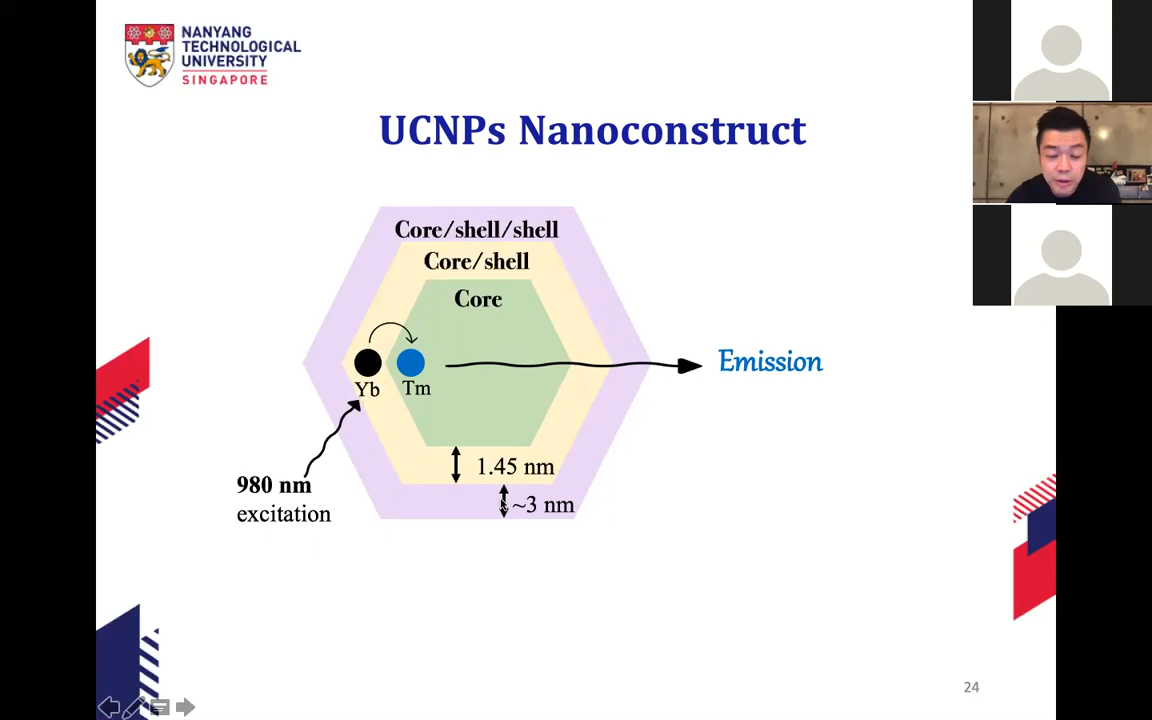 NANYANG
TECHNOLOGICAL
UNIVERSITY
SINGAPORE
UCNPs Nanoconstruct
Core/shell/shell
Core/shell
Core
Yb
Tm
Emission
1.45 nm
~3 nm
980 nm
excitation
24